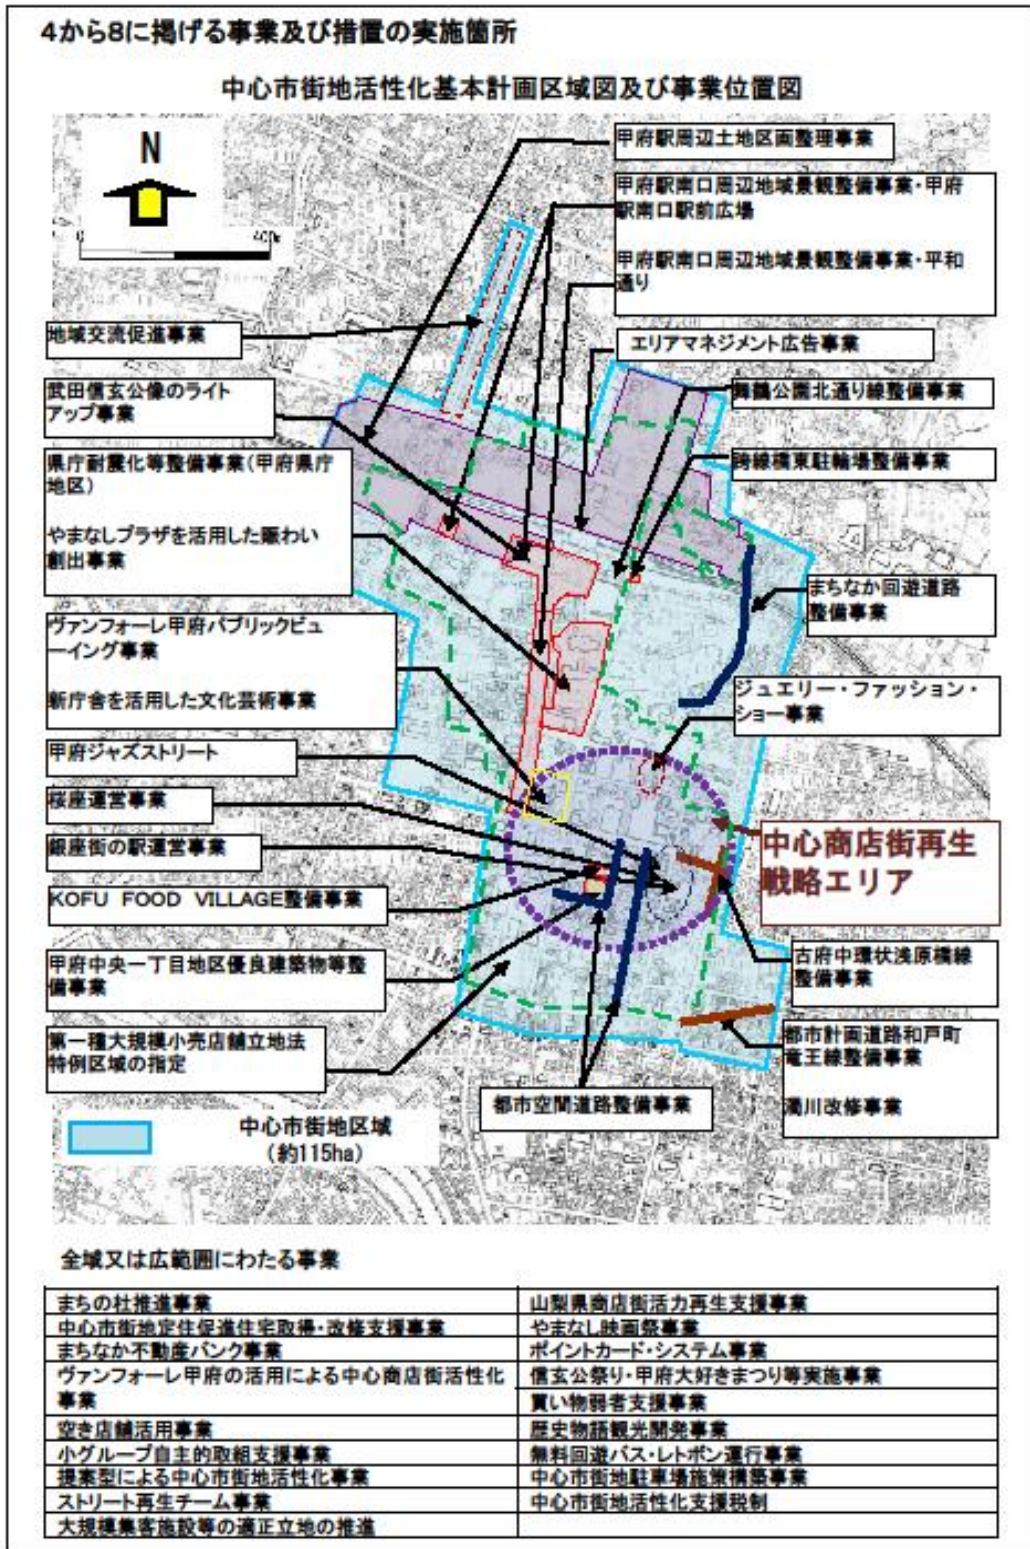 4から8に掲げる事業及び措置の実施箇所
中心市街地活性化基本計画区域図及び事業位置図
N
0
400m
甲府駅周辺土地区画整理事業
甲府駅南口周辺地域景観整備事業・甲府
駅南口駅前広場
甲府駅南口周辺地域景観整備事業・平和
通り
地域交流促進事業
エリアマネジメント広告事業
武田信玄公像のライト
アップ事業
舞鶴公園北通り線整備事業
県庁耐震化等整備事業(甲府県庁
地区)
跨線橋東駐輪場整備事業
やまなしプラザを活用した賑わい
創出事業
まちなか回遊道路
整備事業
ヴァンフォーレ甲府パブリックビュ
ーイング事業
新庁舎を活用した文化芸術事業
ジュエリー・ファッション・
ショー事業
甲府ジャズストリート
桜座運営事業
銀座街の駅運営事業
中心商店街再生
戦略エリア
KOFU FOOD VILLAGE整備事業
甲府中央一丁目地区優良建築物等整
備事業
古府中環状浅原橋線
整備事業
第一種大規模小売店舗立地法
特例区域の指定
都市計画道路和戸町
竜王線整備事業
濁川改修事業
都市空間道路整備事業
中心市街地区域
(約115ha)
全域又は広範囲にわたる事業
まちの杜推進事業
山梨県商店街活力再生支援事業
中心市街地定住促進住宅取得・改修支援事業
やまなし映画祭事業
まちなか不動産バンク事業
ポイントカード・システム事業
ヴァンフォーレ甲府の活用による中心商店街活性化
事業
信玄公祭り・甲府大好きまつり等実施事業
買い物弱者支援事業
空き店舗活用事業
歴史物語観光開発事業
小グループ自主的取組支援事業
無料回遊バス・レトボン運行事業
提案型による中心市街地活性化事業
中心市街地駐車場施策構築事業
ストリート再生チーム事業
中心市街地活性化支援税制
大規模集客施設等の適正立地の推進